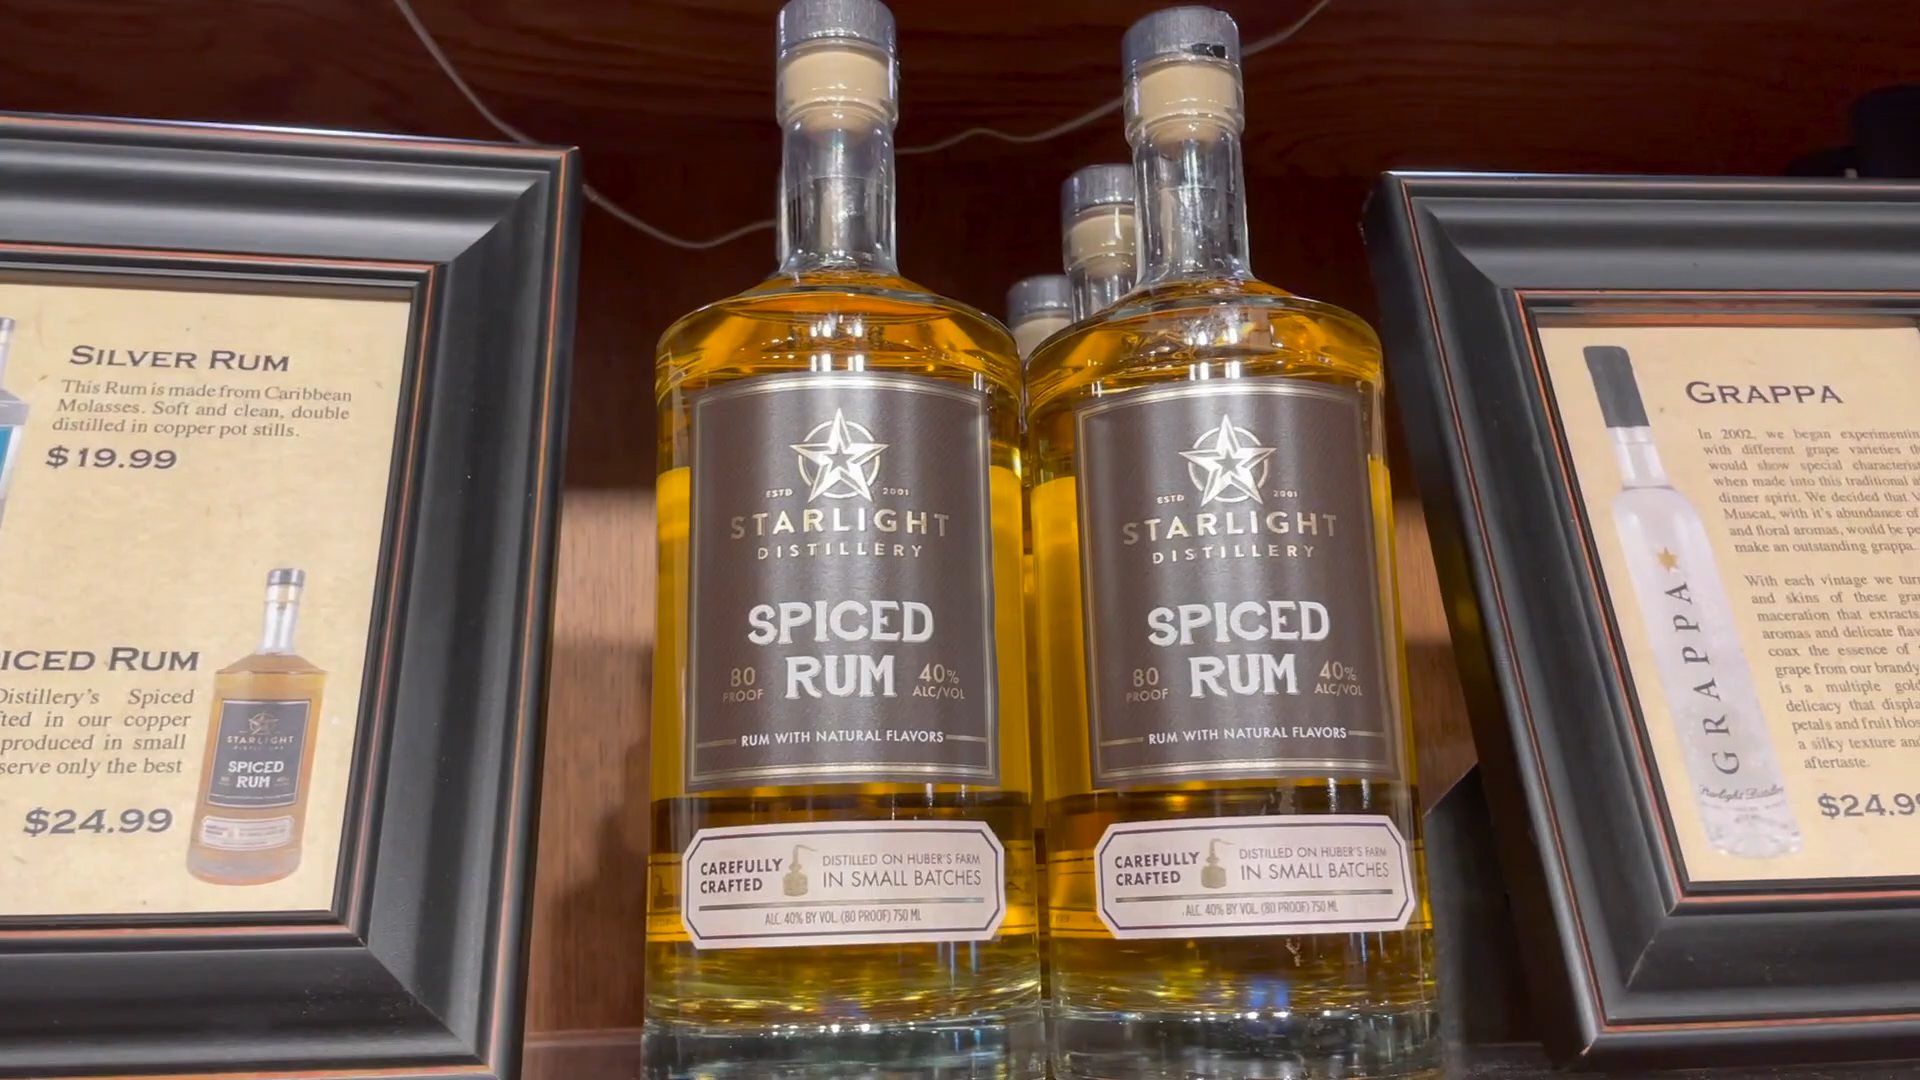 SILVER RUM
This Rum is made from Caribbean
Molasses. Soft and clean, double
distilled in copper pot stills.
$19.99
ICED RUM
Distillery's Spiced
ted in our copper
produced in small
serve only the best
$24.99
STARLIGHT
SPICED
RUM
ESTD 2001
STARLIGHT
DISTILLERY
SPICED
RUM
80
PROOF
40%
ALC/VOL
RUM WITH NATURAL FLAVORS
CAREFULLY
CRAFTED
DISTILLED ON HUBER'S FARM
IN SMALL BATCHES
ALC. 40% BY VOL. (80 PROOF) 750 ML
ESTD 2001
STARLIGHT
DISTILLERY
SPICED
RUM
80
PROOF
40%
ALC/VOL
RUM WITH NATURAL FLAVORS
CAREFULLY
CRAFTED
DISTILLED ON HUBER'S FARM
IN SMALL BATCHES
ALC. 40% BY VOL. (80 PROOF) 750 ML
GRAPPA
GRAPPA
In 2002, we began experimentin
with different grape varieties th
would show special characterist
when made into this traditional a
dinner spirit. We decided that V
Muscat, with it's abundance of
and floral aromas, would be pe
make an outstanding grappa.
With each vintage we turn
and skins of these gra
maceration that extracts
aromas and delicate flav
coax the essence of
grape from our brandy
is a multiple gold
delicacy that displa
petals and fruit blos
a silky texture and
aftertaste.
$24.9